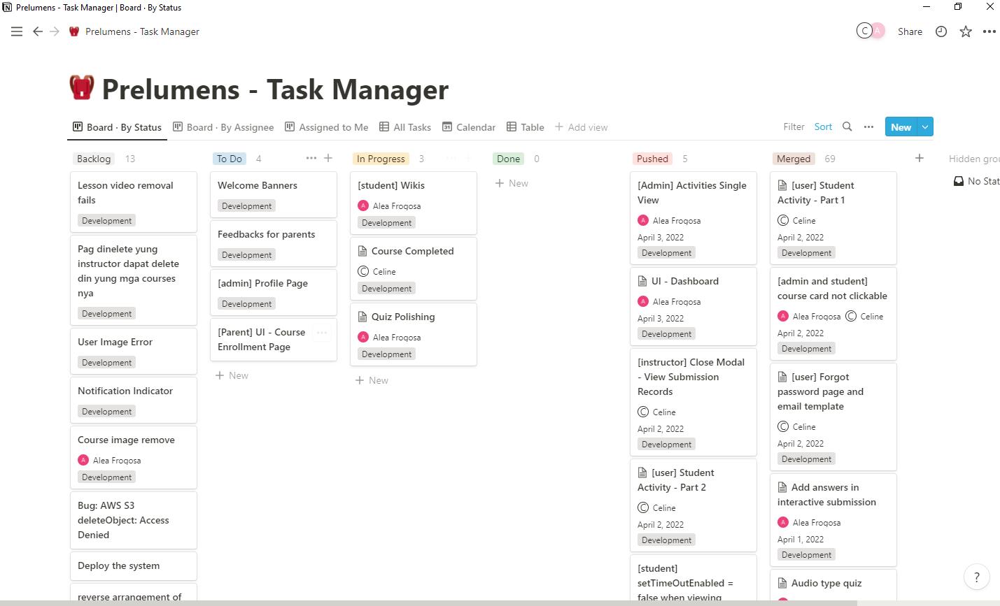 Prelumens - Task Manager | Board · By Status
Prelumens - Task Manager
C
A
Share
Prelumens - Task Manager
Board · By Status
Board · By Assignee
Assigned to Me
All Tasks
31 Calendar
Table
Add view
Filter
Sort
New
Backlog 13
Lesson video removal
fails
Development
Pag dinelete yung
instructor dapat delete
din yung mga courses
nya
Development
User Image Error
Development
Notification Indicator
Development
Course image remove
A Alea Frogosa
Development
Bug: AWS S3
deleteObject: Access
Denied
Deploy the system
reverse arrangement of
To Do 4
Welcome Banners
Development
Feedbacks for parents
Development
[admin] Profile Page
Development
[Parent] UI - Course
Enrollment Page
New
In Progress 3
[student] Wikis
A Alea Frogosa
Development
Course Completed
C Celine
Development
Quiz Polishing
A Alea Frogosa
Development
New
Done 0
New
Pushed 5
[Admin] Activities Single
View
A Alea Frogosa
April 3, 2022
Development
UI - Dashboard
A Alea Frogosa
April 3, 2022
Development
[instructor] Close Modal
- View Submission
Records
C Celine
April 2, 2022
Development
[user] Student
Activity - Part 2
C Celine
April 2, 2022
Development
[student]
setTimeOutEnabled =
false when viewing
Merged 69
[user] Student
Activity - Part 1
C Celine
April 2, 2022
Development
[admin and student]
course card not clickable
A Alea Frogosa C Celine
April 2, 2022
Development
[user] Forgot
password page and
email template
C Celine
April 2, 2022
Development
Add answers in
interactive submission
A Alea Frogosa
April 1, 2022
Development
Audio type quiz
Hidden grou
No Stat
?